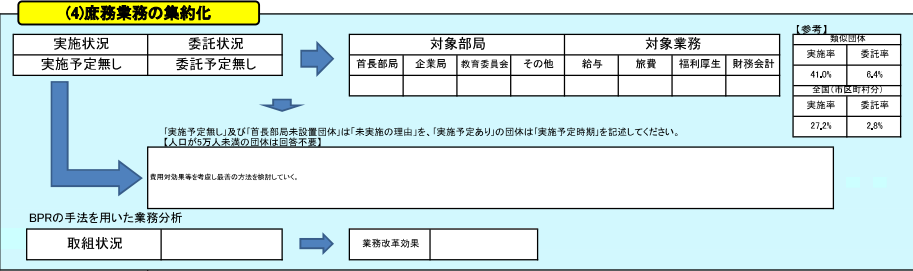 (4)庶務業務の集約化
実施状況 委託状況
実施予定無し 委託予定無し
対象部局 対象業務
首長部局 企業局 教育委員会 その他 給与 旅費 福利厚生 財務会計
【参考】
類似団体
実施率 委託率
41.0% 6.4%
全国(市区町村分)
実施率 委託率
27.2% 2.8%
「実施予定無し」及び「首長部局未設置団体」は「未実施の理由」を、「実施予定あり」の団体は「実施予定時期」を記述してください。
【人口が5万人未満の団体は回答不要】
費用対効果等を考慮し最善の方法を検討していく。
BPRの手法を用いた業務分析
取組状況
業務改革効果